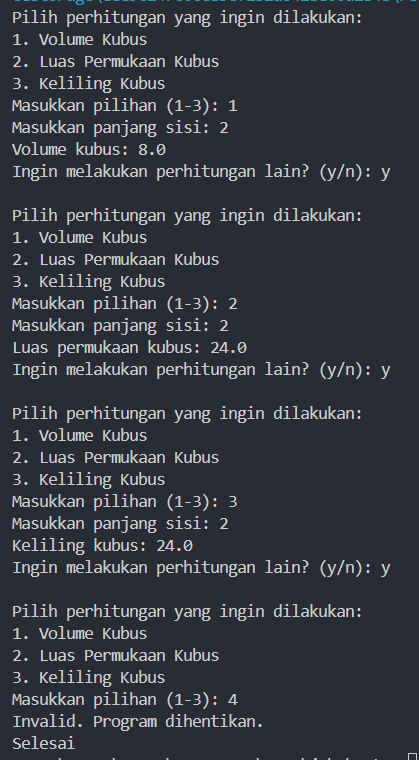 Pilih perhitungan yang ingin dilakukan:
1. Volume Kubus
2. Luas Permukaan Kubus
3. Keliling Kubus
Masukkan pilihan (1-3): 1
Masukkan panjang sisi: 2
Volume kubus: 8.0
Ingin melakukan perhitungan lain? (y/n): y

Pilih perhitungan yang ingin dilakukan:
1. Volume Kubus
2. Luas Permukaan Kubus
3. Keliling Kubus
Masukkan pilihan (1-3): 2
Masukkan panjang sisi: 2
Luas permukaan kubus: 24.0
Ingin melakukan perhitungan lain? (y/n): y

Pilih perhitungan yang ingin dilakukan:
1. Volume Kubus
2. Luas Permukaan Kubus
3. Keliling Kubus
Masukkan pilihan (1-3): 3
Masukkan panjang sisi: 2
Keliling kubus: 24.0
Ingin melakukan perhitungan lain? (y/n): y

Pilih perhitungan yang ingin dilakukan:
1. Volume Kubus
2. Luas Permukaan Kubus
3. Keliling Kubus
Masukkan pilihan (1-3): 4
Invalid. Program dihentikan.
Selesai